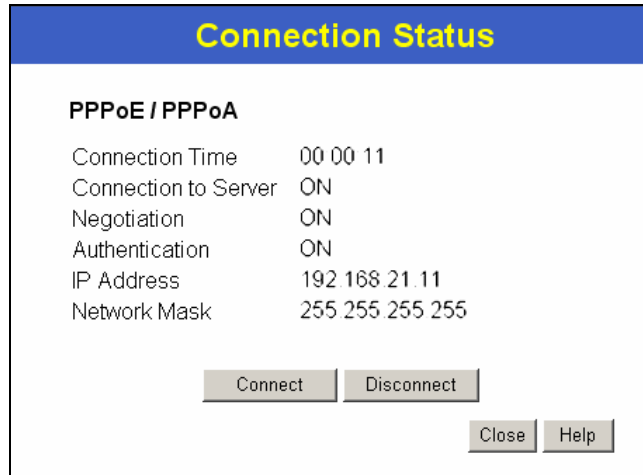 Connection Status
PPPoE / PPPoA
Connection Time 00:00:11
Connection to Server ON
Negotiation ON
Authentication ON
IP Address 192.168.21.11
Network Mask 255.255.255.255
Connect Disconnect
Close Help